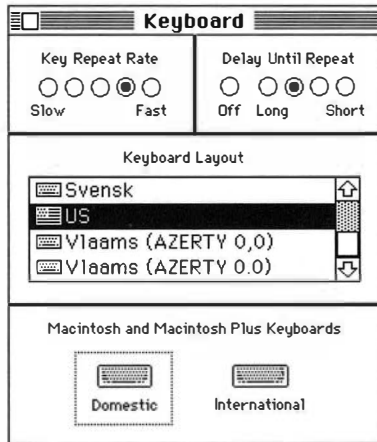 Keyboard
Key Repeat Rate
Slow Fast
Delay Until Repeat
Off Long Short
Keyboard Layout
Svensk
US
Vlaams (AZERTY 0,0)
Vlaams (AZERTY 0.0)
Macintosh and Macintosh Plus Keyboards
Domestic International